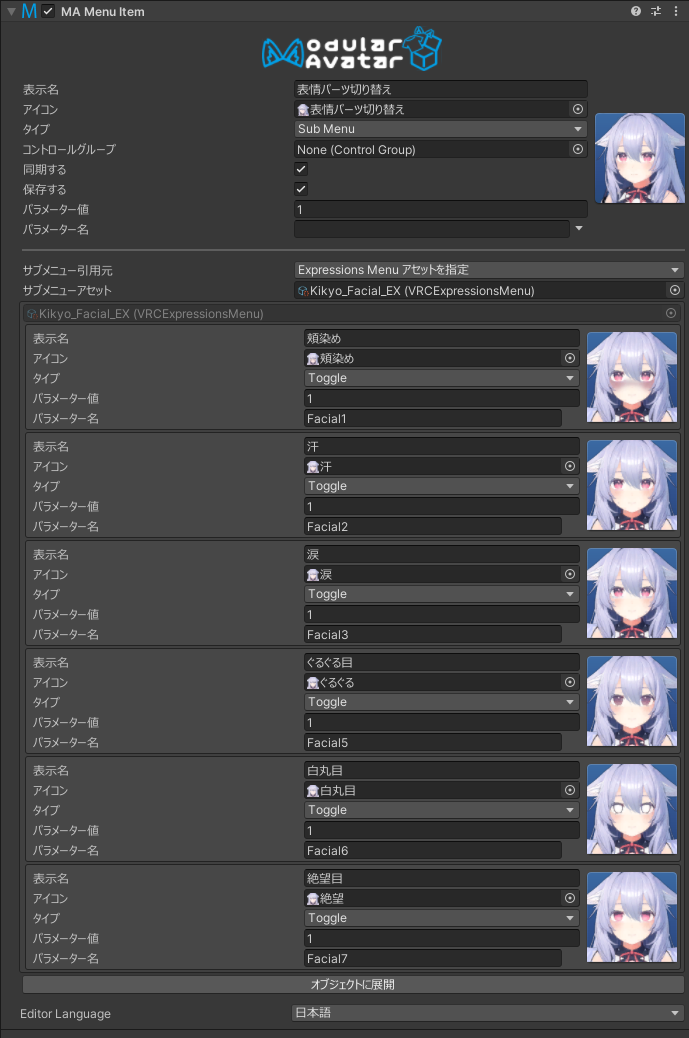 MA Menu Item
Modular
Avatar
表示名 表情パーツ切り替え
アイコン 表情パーツ切り替え
タイプ Sub Menu
コントロールグループ None (Control Group)
同期する
保存する
パラメーター値 1
パラメーター名
サブメニュー引用元 Expressions Menu アセットを指定
サブメニューアセット Kikyo_Facial_EX (VRCExpressionsMenu)
Kikyo_Facial_EX (VRCExpressionsMenu)
表示名 頬染め
アイコン 頬染め
タイプ Toggle
パラメーター値 1
パラメーター名 Facial1
表示名 汗
アイコン 汗
タイプ Toggle
パラメーター値 1
パラメーター名 Facial2
表示名 涙
アイコン 涙
タイプ Toggle
パラメーター値 1
パラメーター名 Facial3
表示名 ぐるぐる目
アイコン ぐるぐる
タイプ Toggle
パラメーター値 1
パラメーター名 Facial5
表示名 白丸目
アイコン 白丸目
タイプ Toggle
パラメーター値 1
パラメーター名 Facial6
表示名 絶望目
アイコン 絶望
タイプ Toggle
パラメーター値 1
パラメーター名 Facial7
オブジェクトに展開
Editor Language 日本語